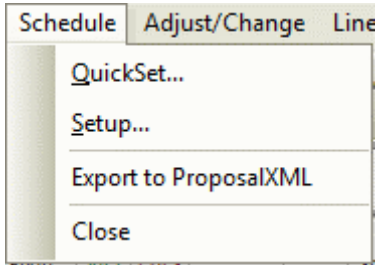 Schedule Adjust/Change Line
QuickSet...
Setup...
Export to ProposalXML
Close